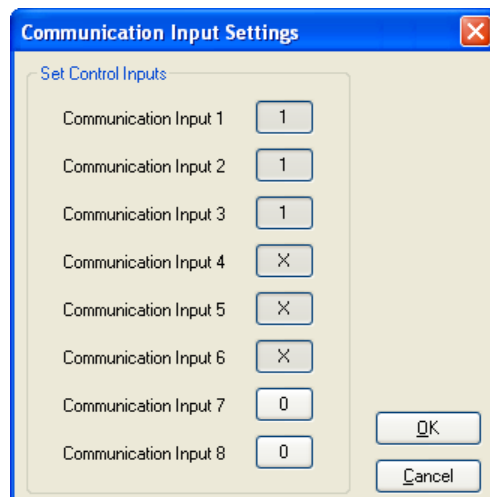 Communication Input Settings
Set Control Inputs
Communication Input 1 1
Communication Input 2 1
Communication Input 3 1
Communication Input 4 X
Communication Input 5 X
Communication Input 6 X
Communication Input 7 0
Communication Input 8 0
OK
Cancel